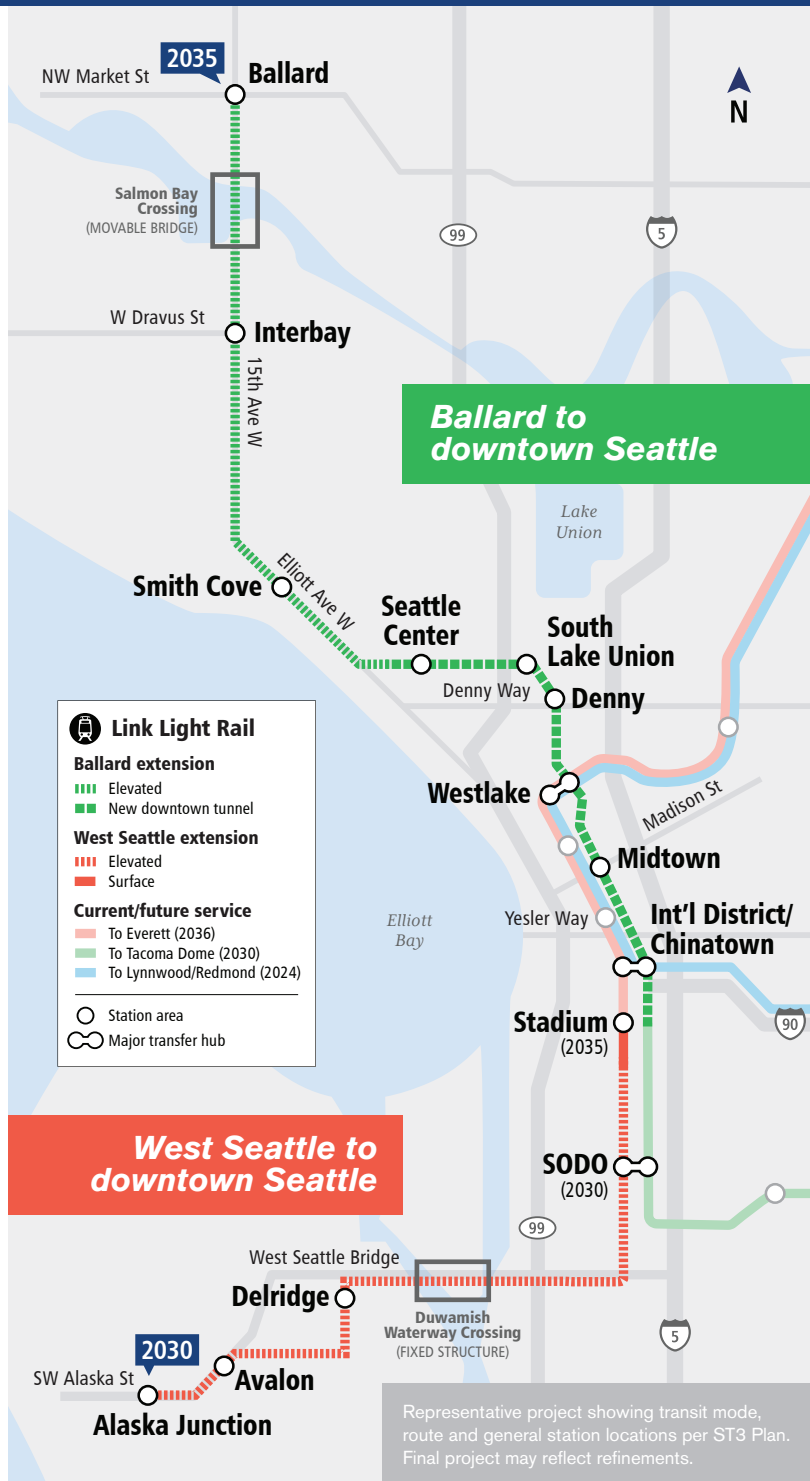 2035
NW Market St
Ballard
N
Salmon Bay
Crossing
(MOVABLE BRIDGE)
99
5
W Dravus St
Interbay
15th Ave W
Ballard to
downtown Seattle
Lake
Union
Elliott Ave W
Smith Cove
Seattle
Center
South
Lake Union
Denny Way
Denny
Link Light Rail
Ballard extension
Elevated
New downtown tunnel
West Seattle extension
Elevated
Surface
Current/future service
To Everett (2036)
To Tacoma Dome (2030)
To Lynnwood/Redmond (2024)
Station area
Major transfer hub
Westlake
Madison St
Midtown
Elliott
Bay
Yesler Way
Int'l District/
Chinatown
Stadium
(2035)
90
West Seattle to
downtown Seattle
SODO
(2030)
99
West Seattle Bridge
Delridge
Duwamish
Waterway Crossing
(FIXED STRUCTURE)
5
2030
SW Alaska St
Avalon
Alaska Junction
Representative project showing transit mode,
route and general station locations per ST3 Plan.
Final project may reflect refinements.